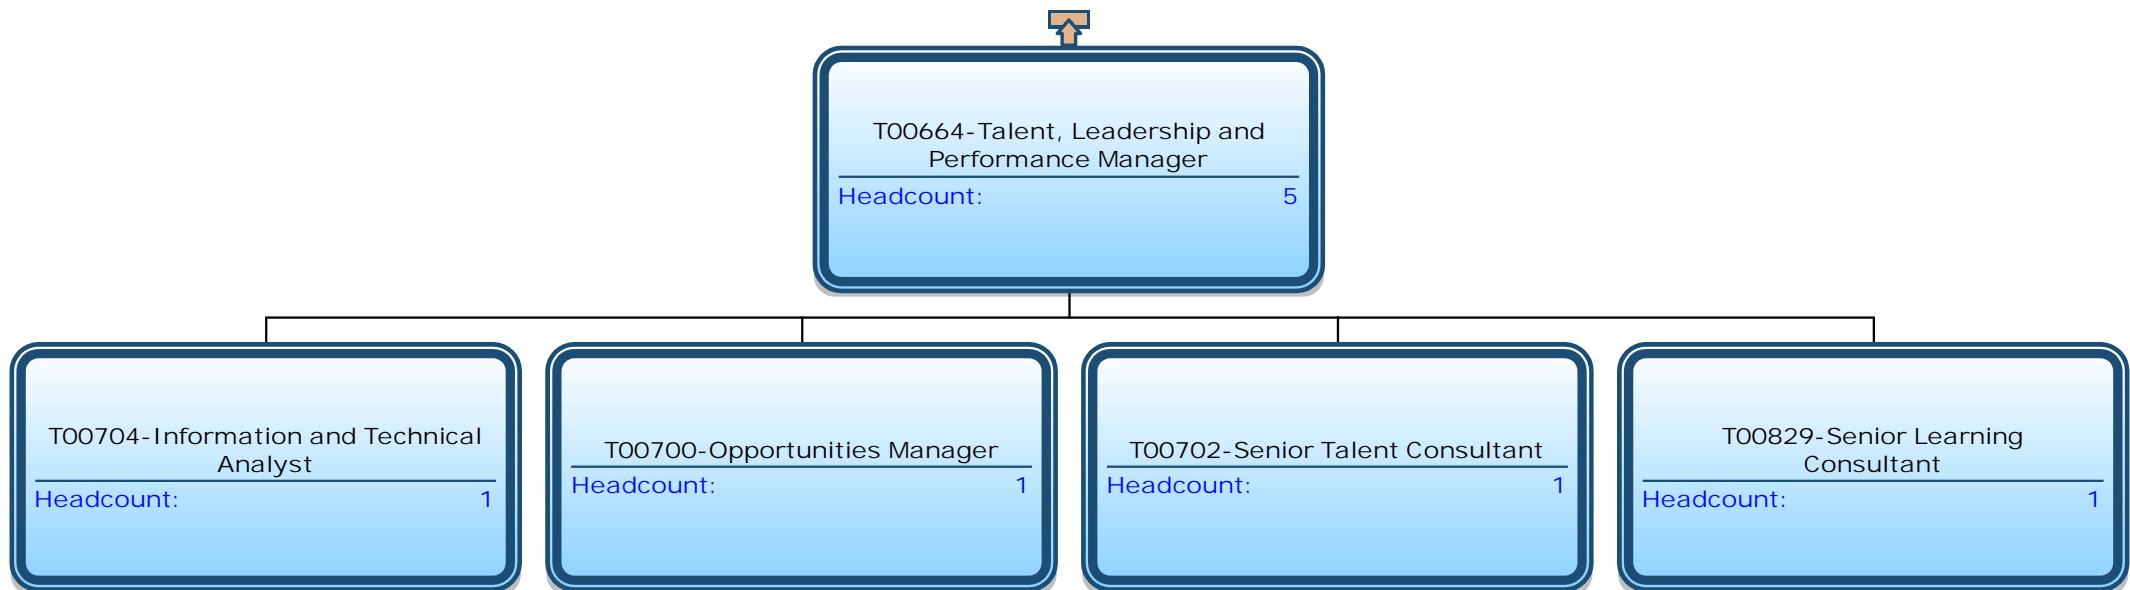 T00664-Talent, Leadership and
Performance Manager
Headcount: 5
T00704-Information and Technical
Analyst
Headcount: 1
T00700-Opportunities Manager
Headcount: 1
T00702-Senior Talent Consultant
Headcount: 1
T00829-Senior Learning
Consultant
Headcount: 1